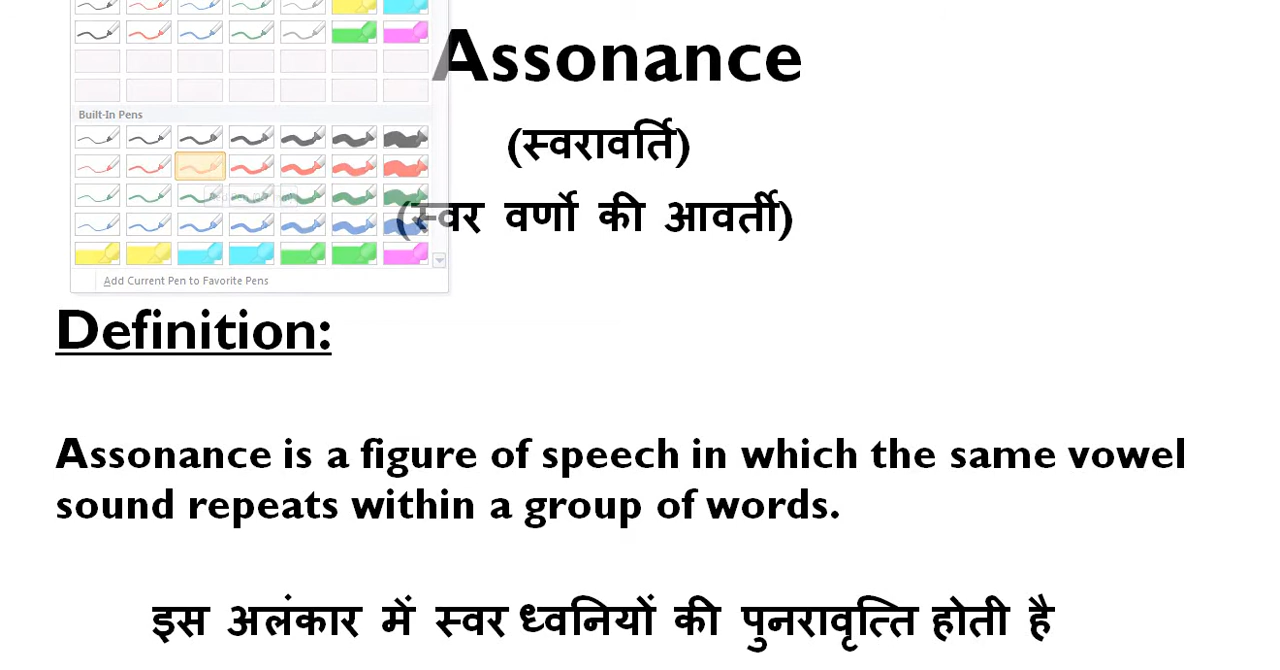 Assonance
(स्वरावर्ति)
(स्वर वर्णो की आवर्ती)
Built-In Pens
Add Current Pen to Favorite Pens
Definition:
Assonance is a figure of speech in which the same vowel
sound repeats within a group of words.
इस अलंकार में स्वर ध्वनियों की पुनरावृत्ति होती है